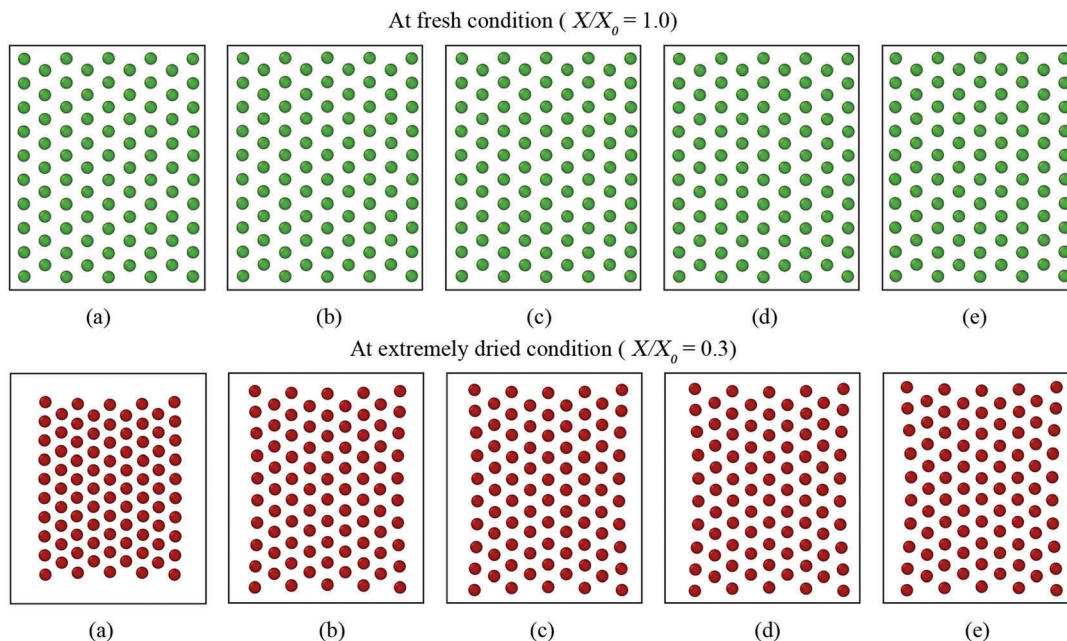 At fresh condition ( X/X₀ = 1.0)
(a) (b) (c) (d) (e)
At extremely dried condition ( X/X₀ = 0.3)
(a) (b) (c) (d) (e)